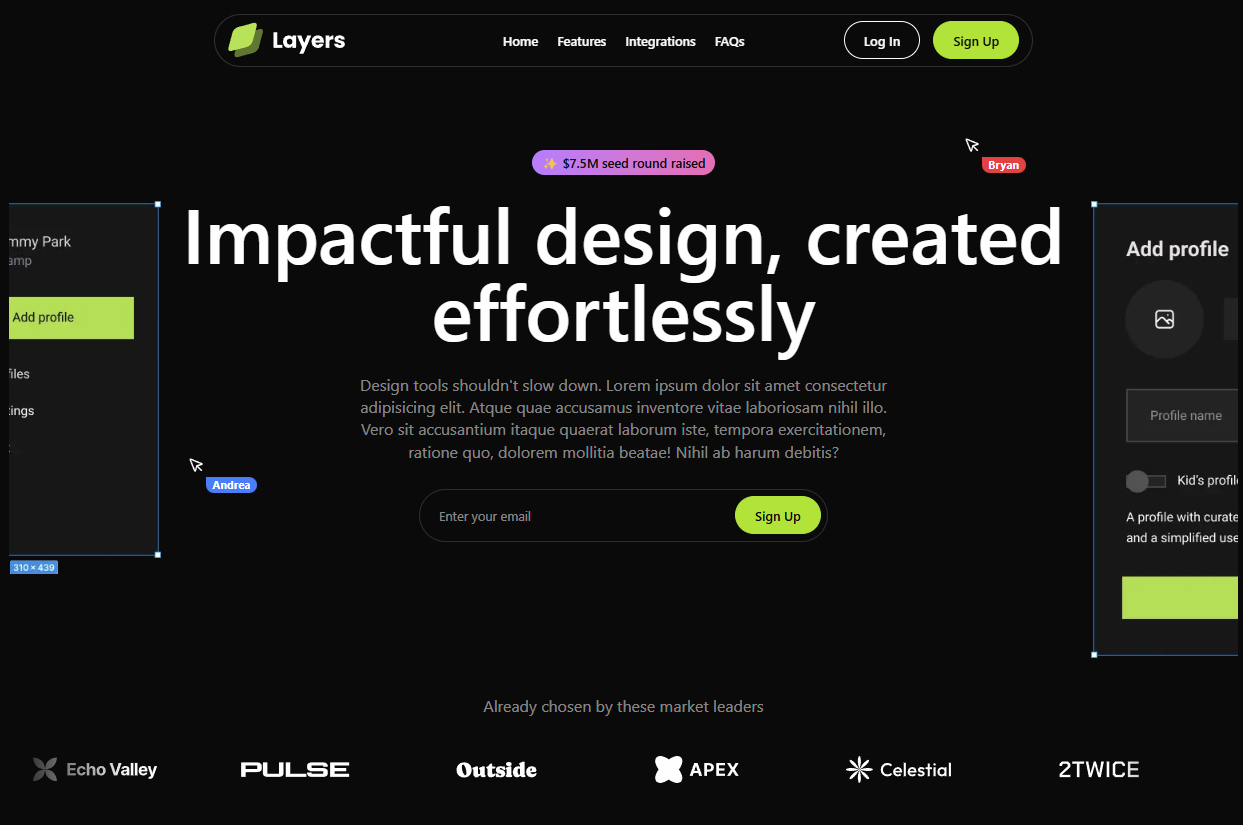 Layers
Home Features Integrations FAQs
Log In
Sign Up
✨ $7.5M seed round raised
Bryan
Impactful design, created
effortlessly
Design tools shouldn't slow down. Lorem ipsum dolor sit amet consectetur
adipisicing elit. Atque quae accusamus inventore vitae laboriosam nihil illo.
Vero sit accusantium itaque quaerat laborum iste, tempora exercitationem,
ratione quo, dolorem mollitia beatae! Nihil ab harum debitis?
Enter your email
Sign Up
mmy Park
amp
Add profile
files
tings
Andrea
310 × 439
Add profile
Profile name
Kid's profil
A profile with curate
and a simplified use
Already chosen by these market leaders
Echo Valley
PULSE
Outside
APEX
Celestial
2TWICE